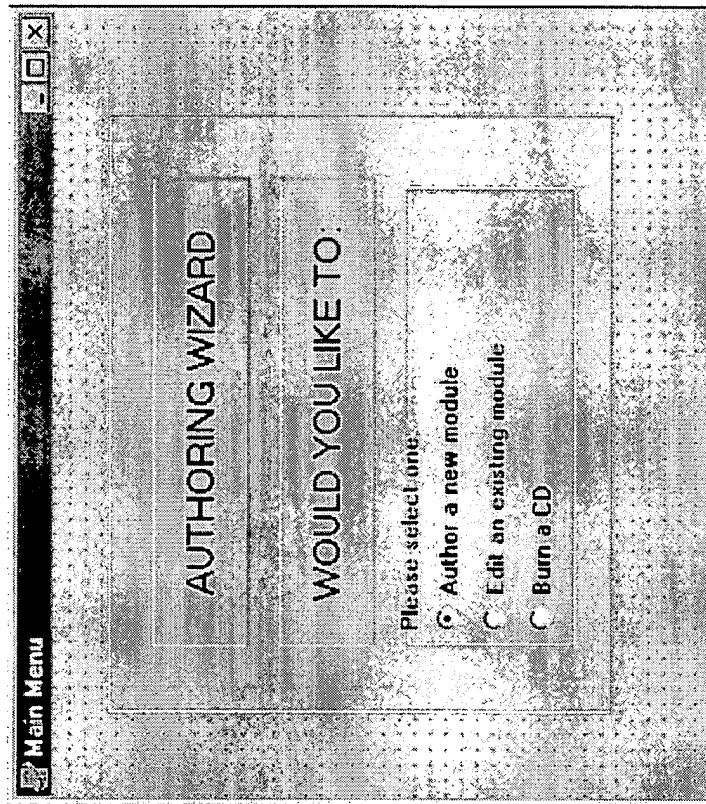 Main Menu
AUTHORING WIZARD
WOULD YOU LIKE TO:
Please select one:
Author a new module
Edit an existing module
Burn a CD